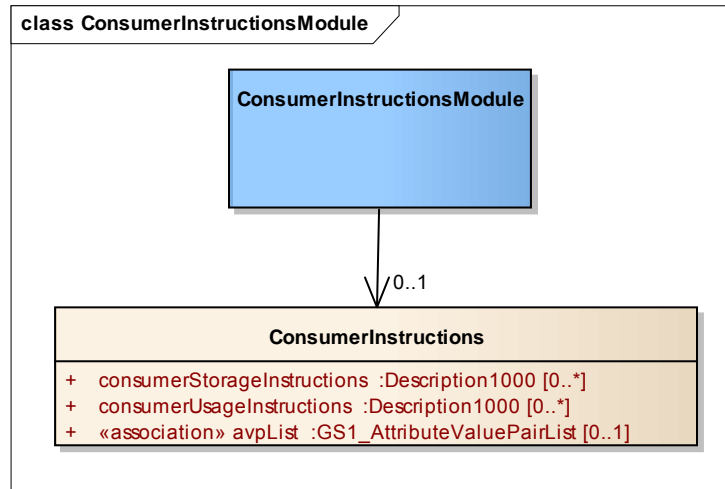 class ConsumerInstructionsModule
ConsumerInstructionsModule
0..1
ConsumerInstructions
+ consumerStorageInstructions :Description1000 [0..*]
+ consumerUsageInstructions :Description1000 [0..*]
+ «association» avpList :GS1_AttributeValuePairList [0..1]